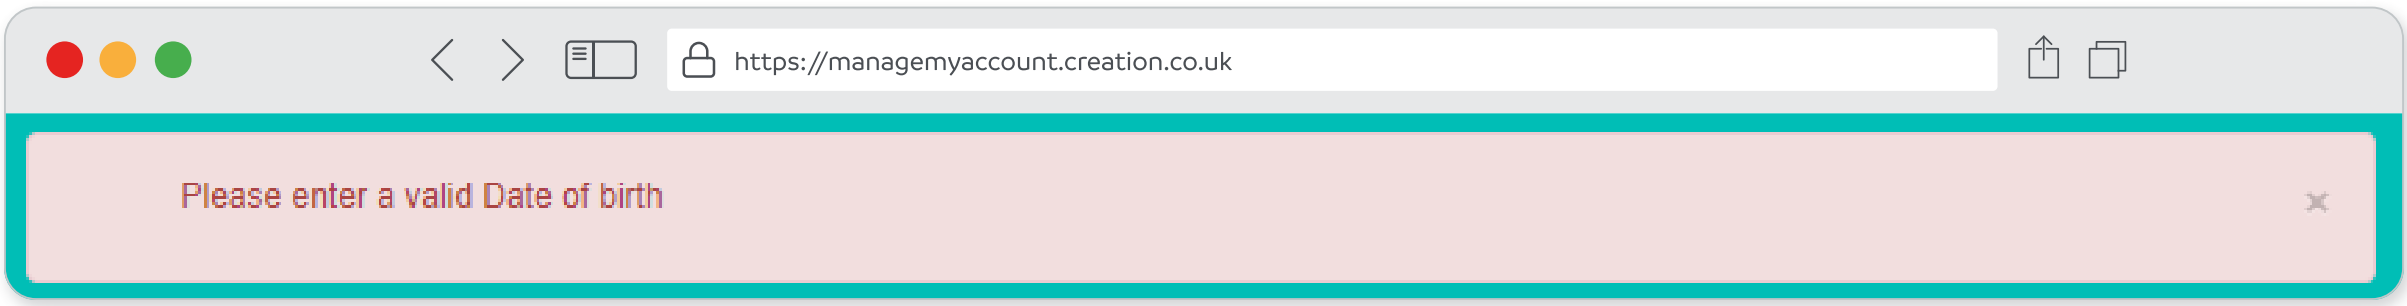 https://managemyaccount.creation.co.uk
Please enter a valid Date of birth